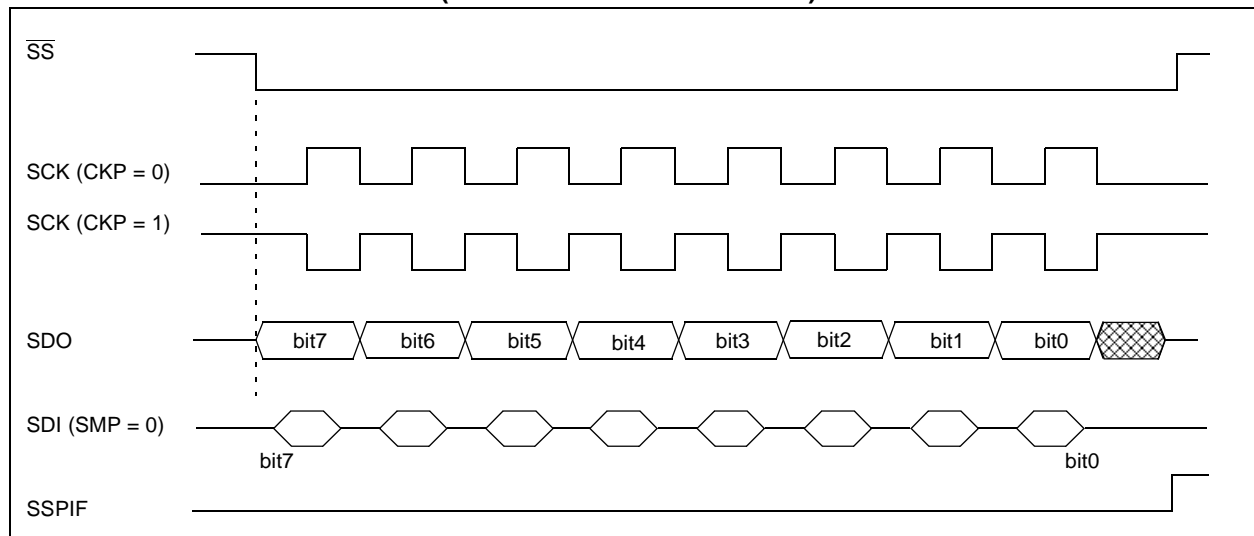 SS
SCK (CKP = 0)
SCK (CKP = 1)
SDO bit7 bit6 bit5 bit4 bit3 bit2 bit1 bit0
SDI (SMP = 0)
bit7 bit0
SSPIF